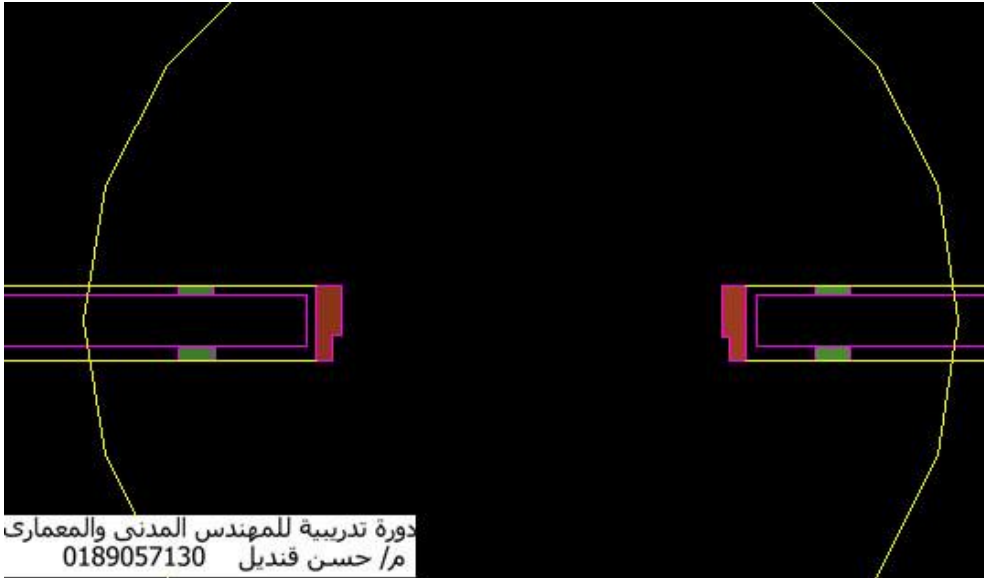 دورة تدريبية للمهندس المدنى والمعمارى
م/ حسن قنديل 0189057130